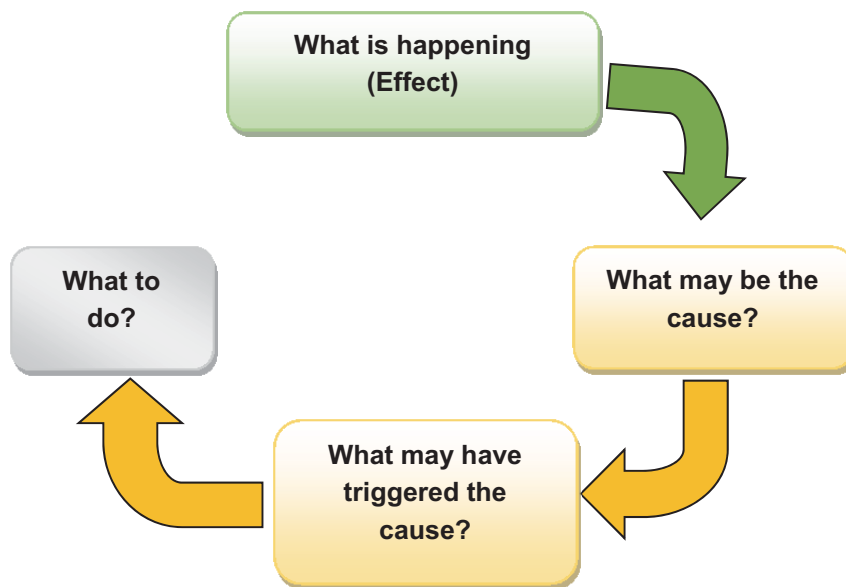 What is happening
(Effect)
What may be the
cause?
What may have
triggered the
cause?
What to
do?